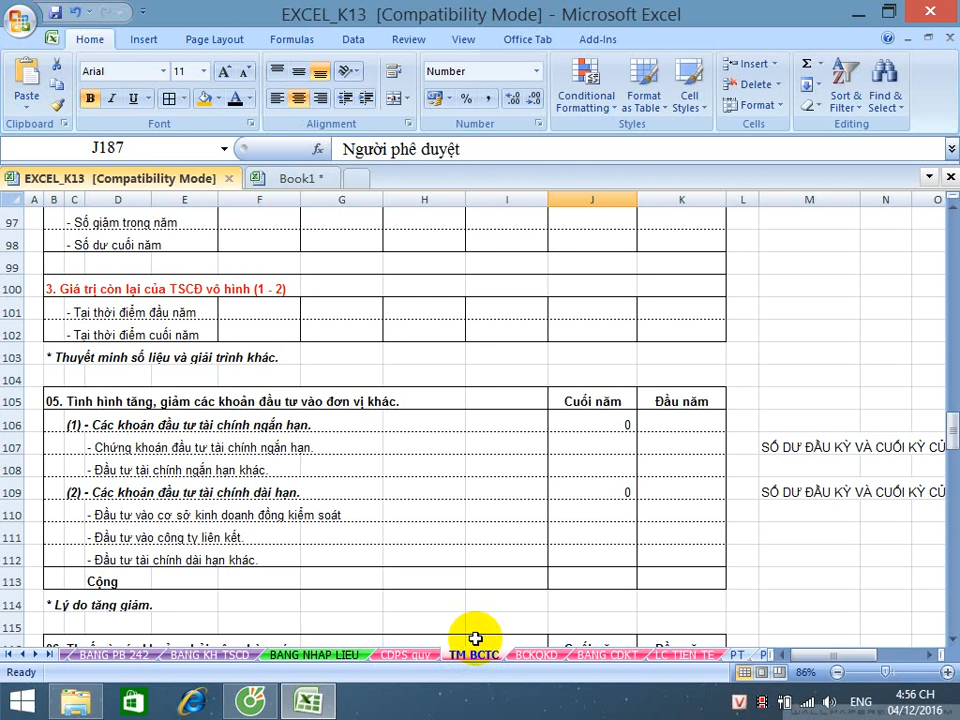 EXCEL_K13 [Compatibility Mode] - Microsoft Excel
Home Insert Page Layout Formulas Data Review View Office Tab Add-Ins
Paste
Arial 11
B I U
A A
Number
% ,
Conditional Formatting
Format as Table
Cell Styles
Insert
Delete
Format
Σ
Sort & Filter
Find & Select
Clipboard Font Alignment Number Styles Cells Editing
J187 fx Người phê duyệt
EXCEL_K13 [Compatibility Mode] Book1 *
A B C D E F G H I J K L M N O
97 - Số giảm trong năm
98 - Số dư cuối năm
99
100 3. Giá trị còn lại của TSCĐ vô hình (1 - 2)
101 - Tại thời điểm đầu năm
102 - Tại thời điểm cuối năm
103 * Thuyết minh số liệu và giải trình khác.
104
105 05. Tình hình tăng, giảm các khoản đầu tư vào đơn vị khác. Cuối năm Đầu năm
106 (1) - Các khoản đầu tư tài chính ngắn hạn. 0
107 - Chứng khoán đầu tư tài chính ngắn hạn. SỐ DƯ ĐẦU KỲ VÀ CUỐI KỲ CỦ
108 - Đầu tư tài chính ngắn hạn khác.
109 (2) - Các khoản đầu tư tài chính dài hạn. 0 SỐ DƯ ĐẦU KỲ VÀ CUỐI KỲ CỦ
110 - Đầu tư vào cơ sở kinh doanh đồng kiểm soát
111 - Đầu tư vào công ty liên kết.
112 - Đầu tư tài chính dài hạn khác.
113 Cộng
114 * Lý do tăng giảm.
115
BANG PB 242 BANG KH TSCD BANG NHAP LIEU CDPS quy TM BCTC BCKQKD BANG CDKT LC TIEN TE PT
Ready 86%
ENG
4:56 CH
04/12/2016